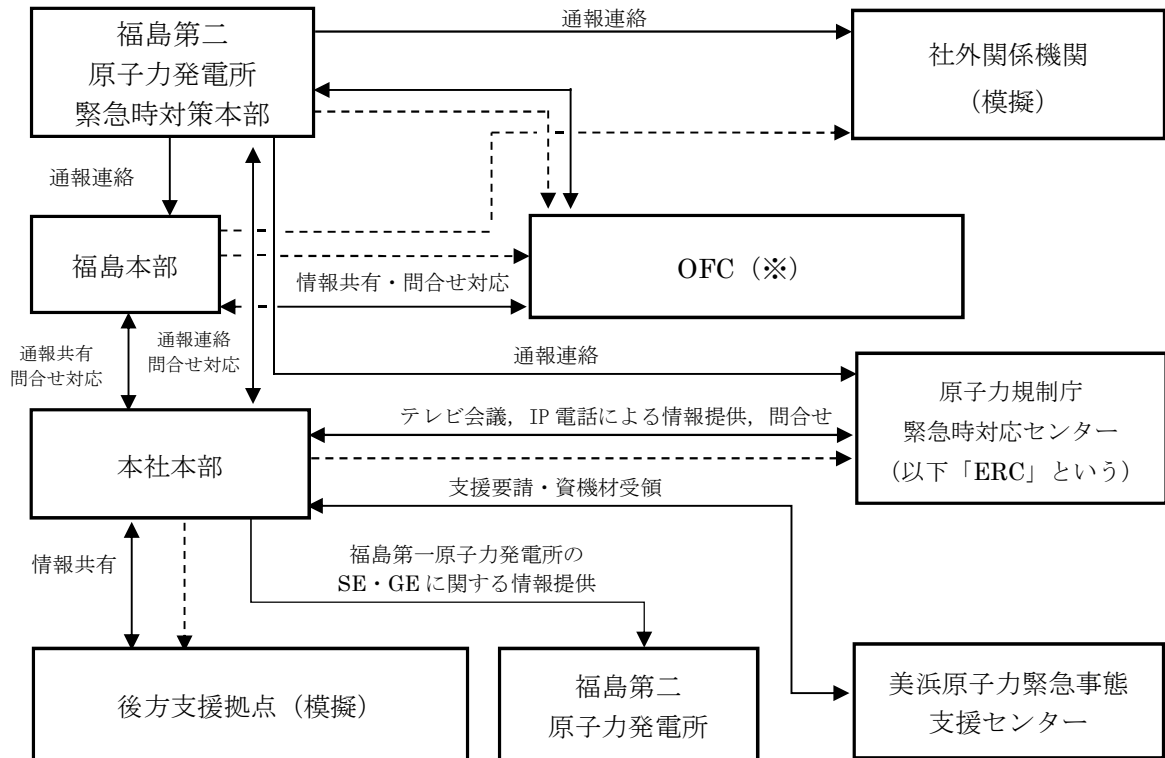 通報連絡
福島第二
原子力発電所
緊急時対策本部
社外関係機関
（模擬）
通報連絡
福島本部
OFC（※）
情報共有・問合せ対応
通報共有
問合せ対応
通報連絡
問合せ対応
通報連絡
原子力規制庁
緊急時対応センター
（以下「ERC」という）
テレビ会議，IP 電話による情報提供，問合せ
本社本部
支援要請・資機材受領
情報共有
福島第一原子力発電所の
SE・GE に関する情報提供
後方支援拠点（模擬）
福島第二
原子力発電所
美浜原子力緊急事態
支援センター